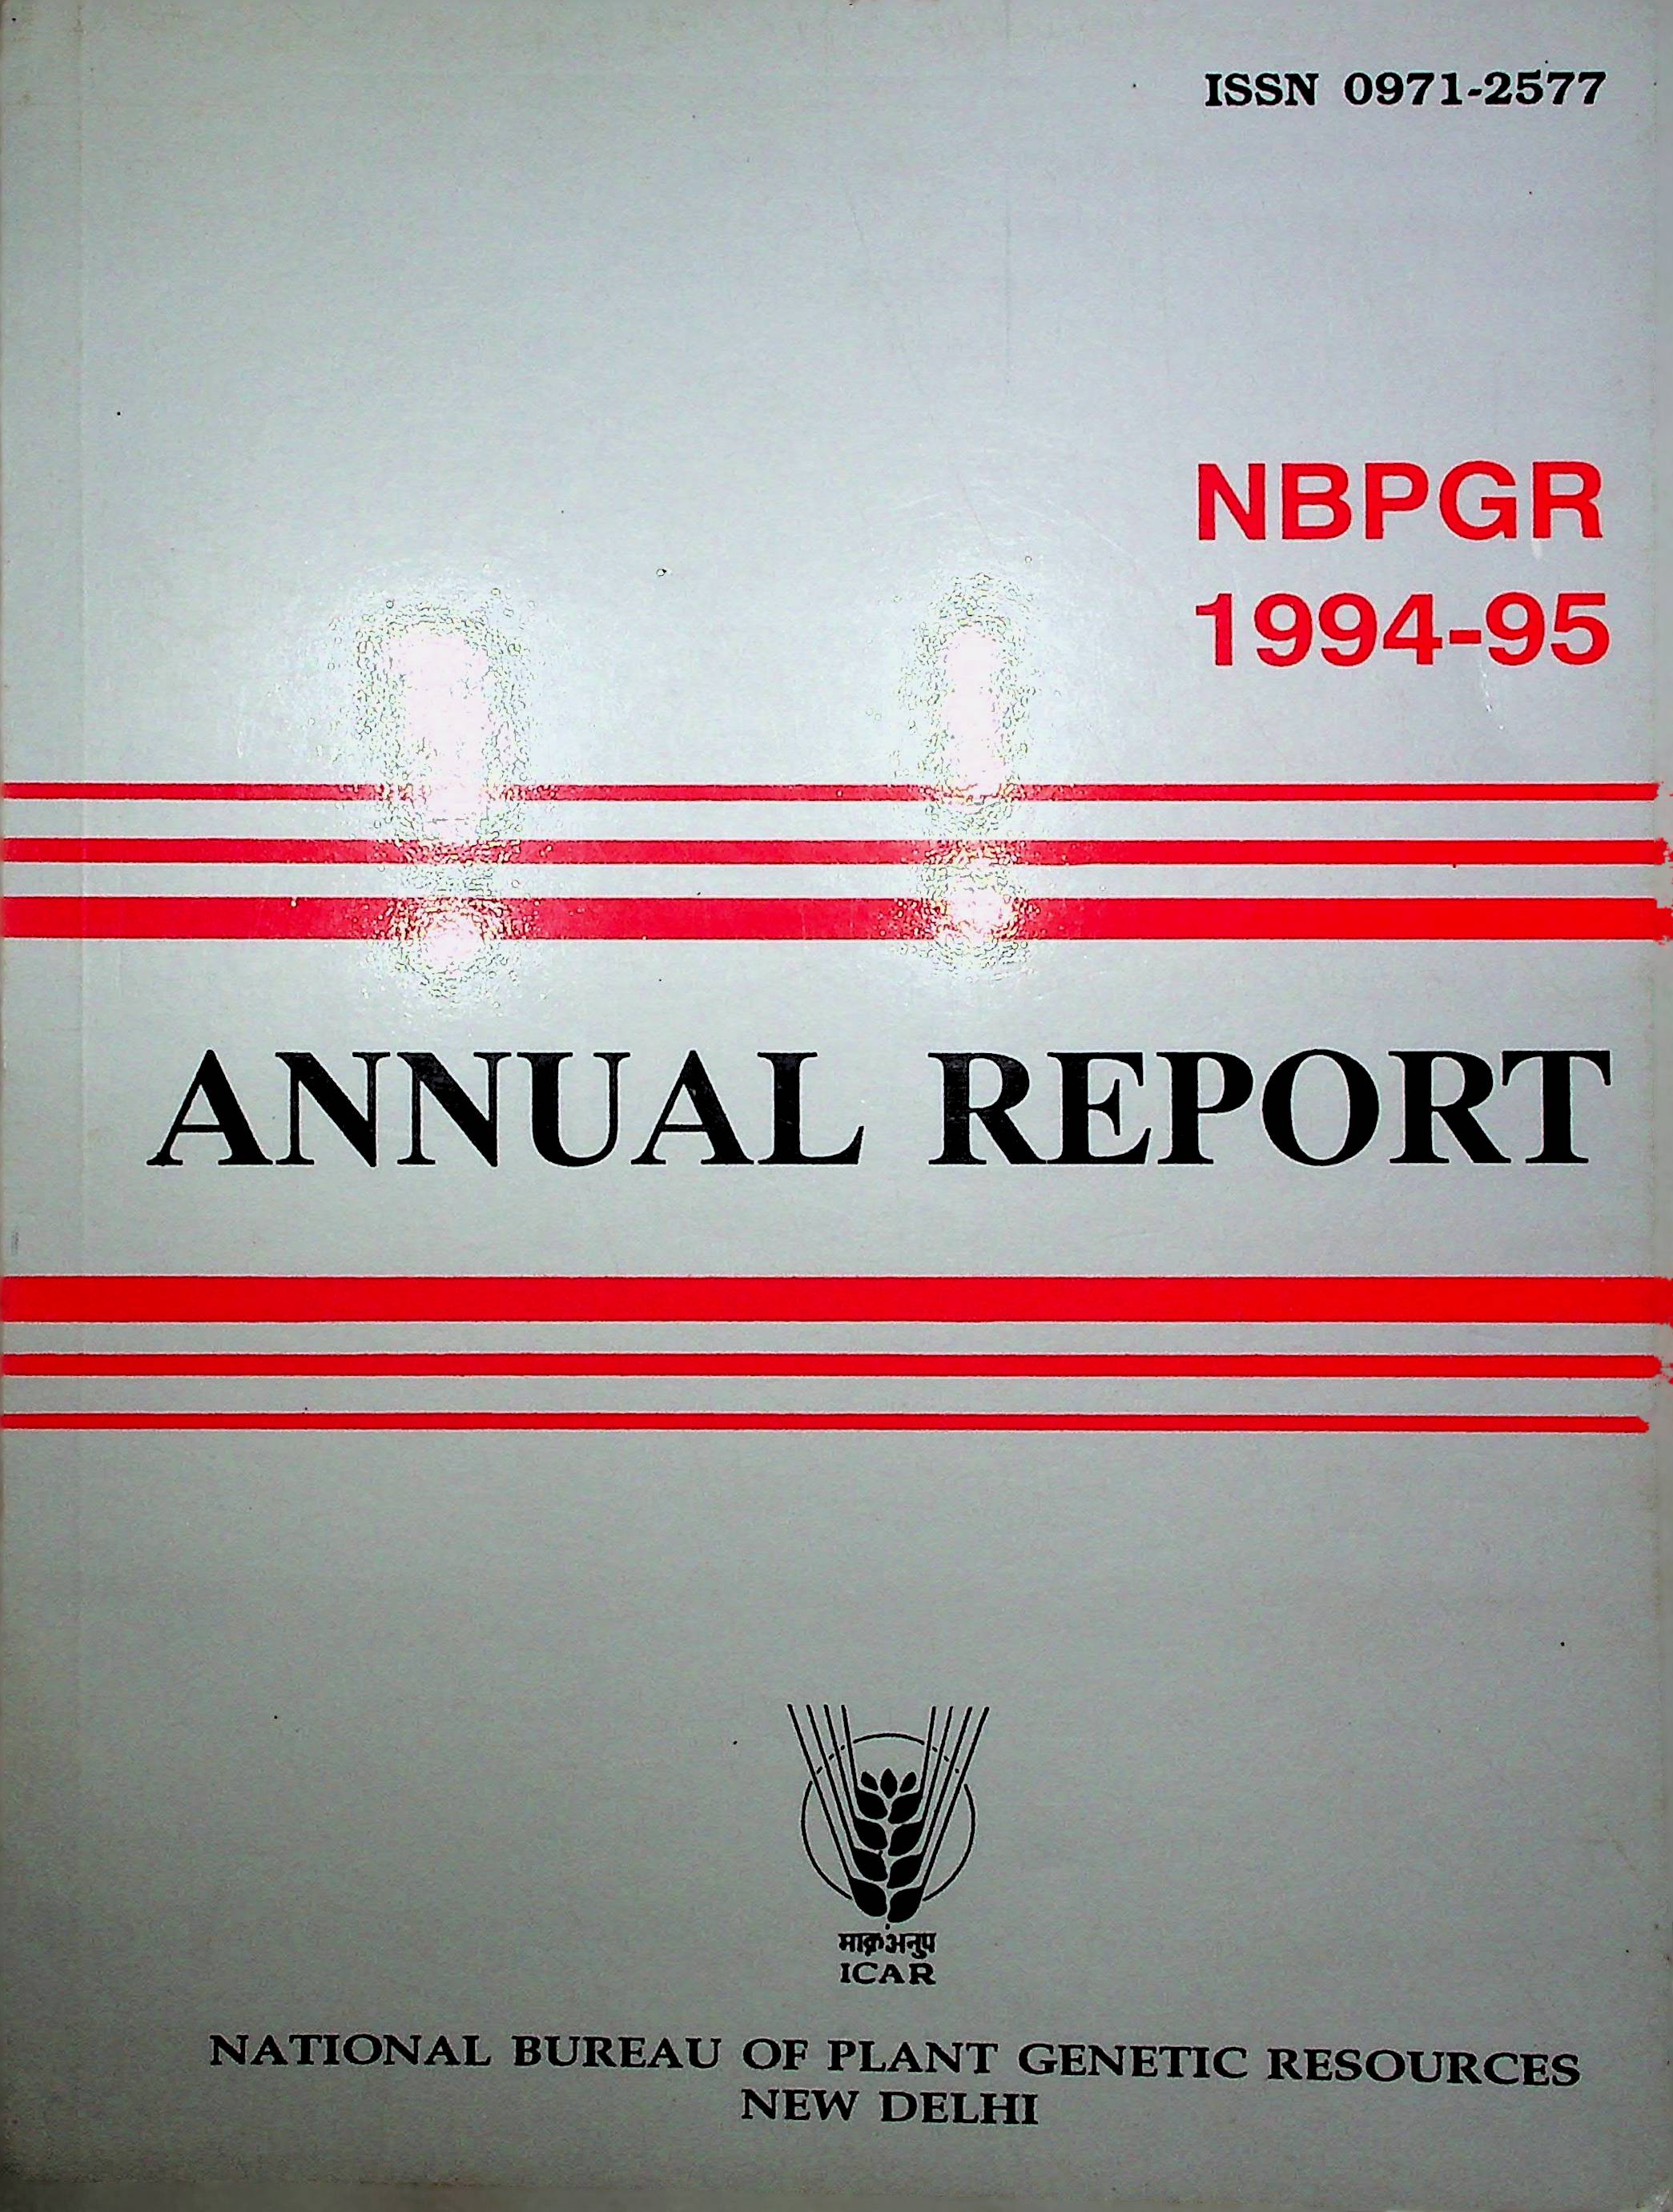 ISSN 0971-2577
NBPGR
1994-95
ANNUAL REPORT
भाकृअनुप
ICAR
NATIONAL BUREAU OF PLANT GENETIC RESOURCES
NEW DELHI